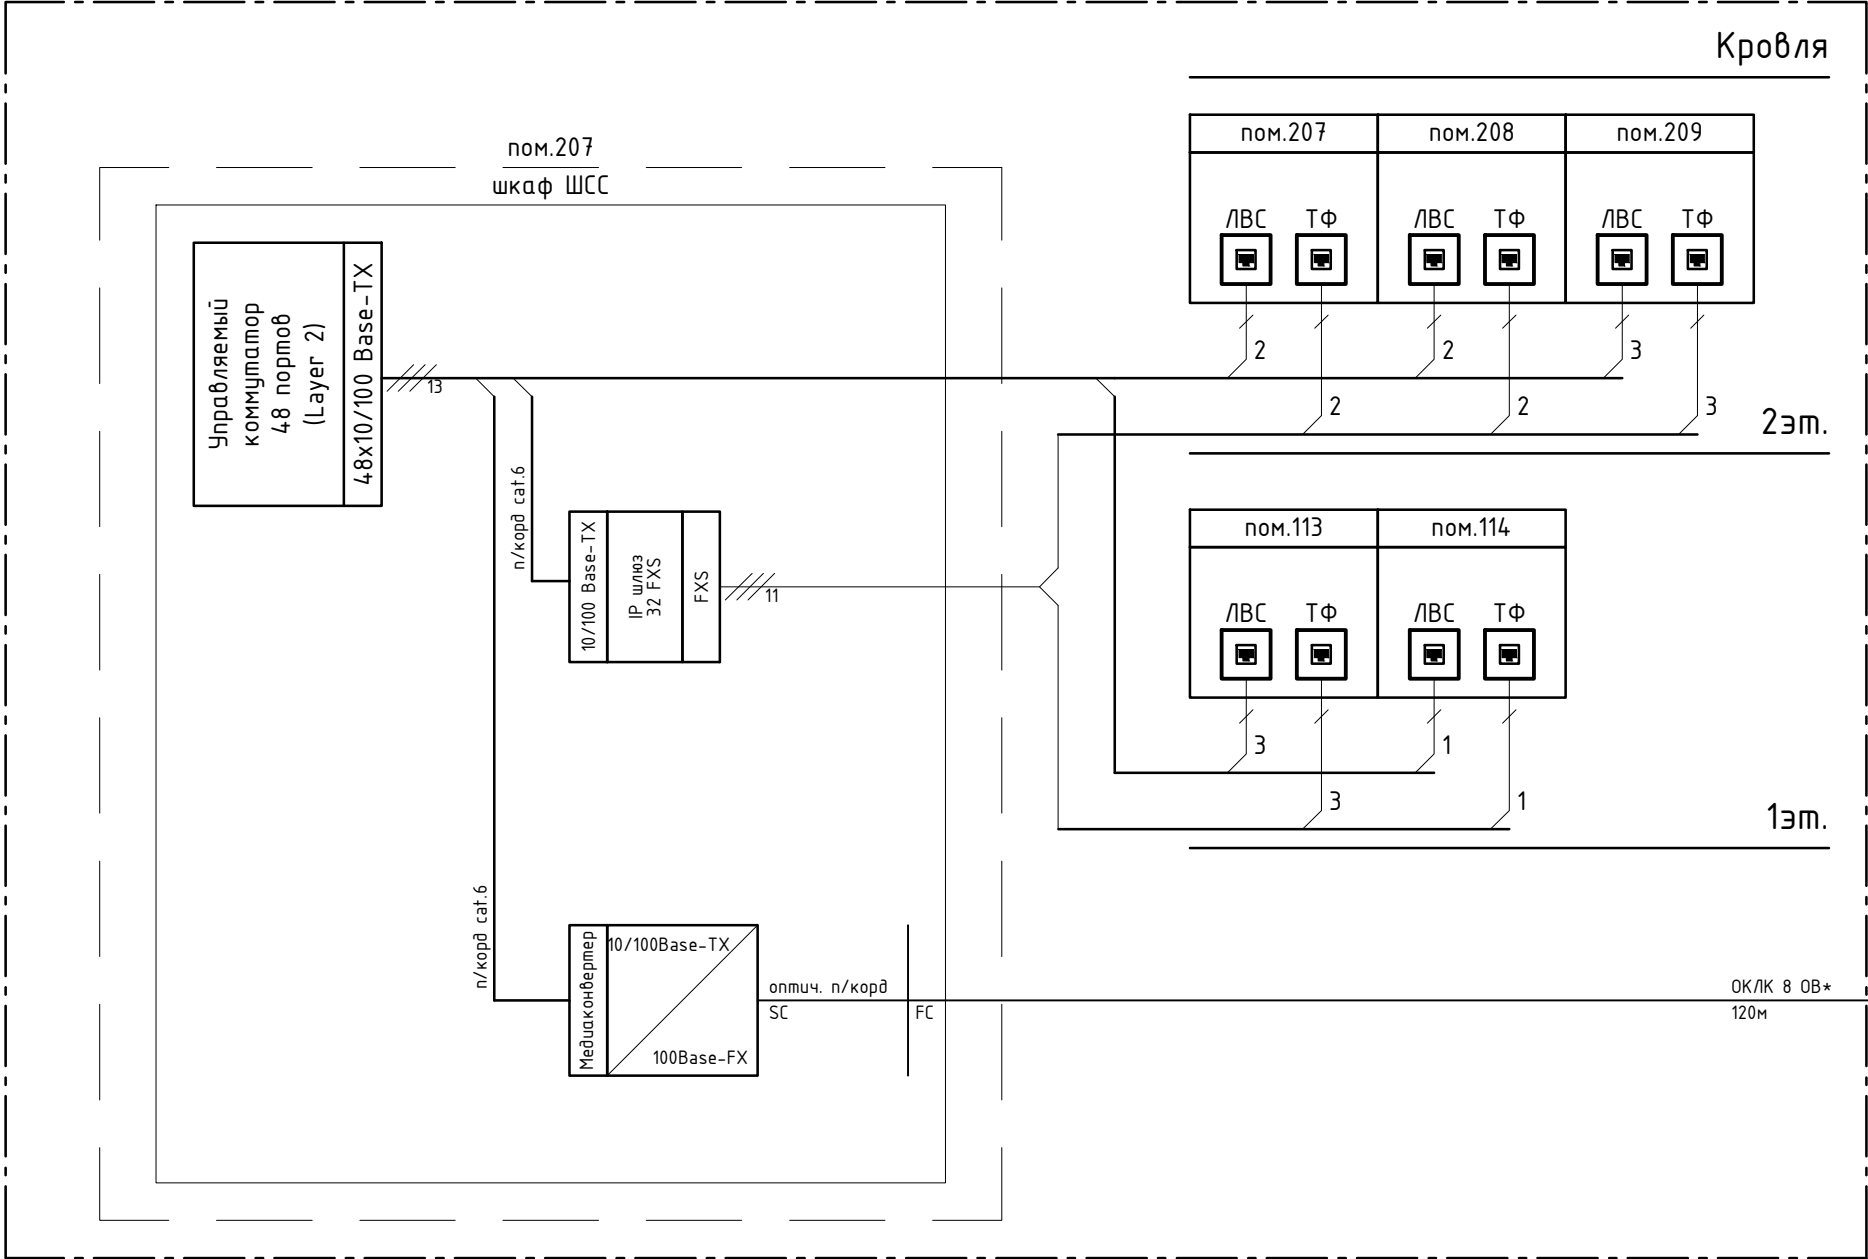 Кровля
пом.207
шкаф ШСС
пом.207 пом.208 пом.209
ЛВС ТФ ЛВС ТФ ЛВС ТФ
2 2 3
2 2 3
2эт.
Управляемый
коммутатор
48 портов
(Layer 2)
48x10/100 Base-TX
13
п/корд cat.6
10/100 Base-TX
IP шлюз
32 FXS
FXS
11
пом.113 пом.114
ЛВС ТФ ЛВС ТФ
3 1
3 1
1эт.
п/корд cat.6
Медиаконвертер
10/100Base-TX
100Base-FX
оптич. п/корд
SC
FC
ОКЛК 8 ОВ*
120м